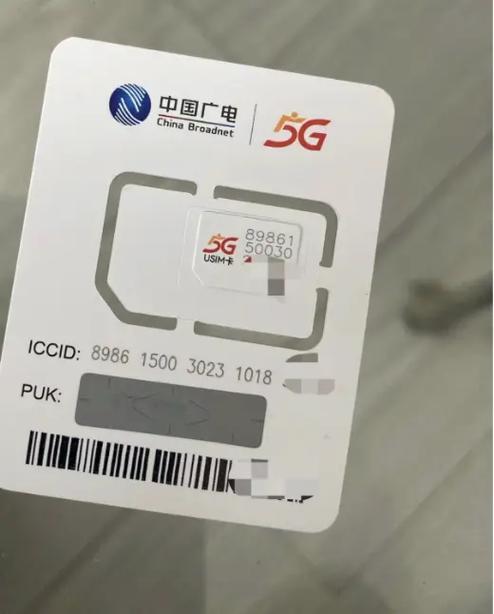 中国广电
China Broadnet
5G
5G
USIM卡
89861
50030
ICCID: 8986 1500 3023 1018
PUK: